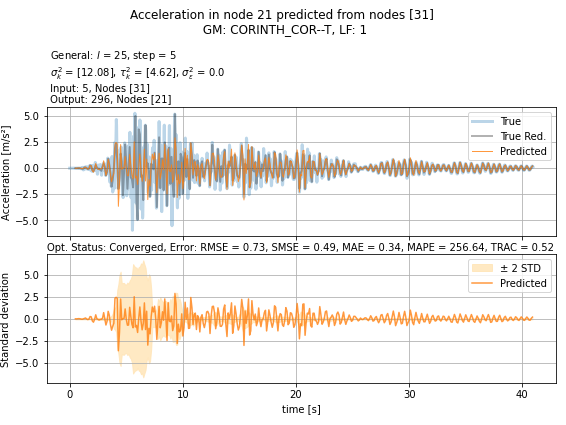 Acceleration in node 21 predicted from nodes [31]
GM: CORINTH_COR--T, LF: 1
General: l = 25, step = 5
σ²ₖ = [12.08], τ²ₖ = [4.62], σ²ε = 0.0
Input: 5, Nodes [31]
Output: 296, Nodes [21]
Acceleration [m/s²]
5.0
2.5
0.0
−2.5
−5.0
True
True Red.
Predicted
Opt. Status: Converged, Error: RMSE = 0.73, SMSE = 0.49, MAE = 0.34, MAPE = 256.64, TRAC = 0.52
Standard deviation
5.0
2.5
0.0
−2.5
−5.0
± 2 STD
Predicted
0
10
20
30
40
time [s]